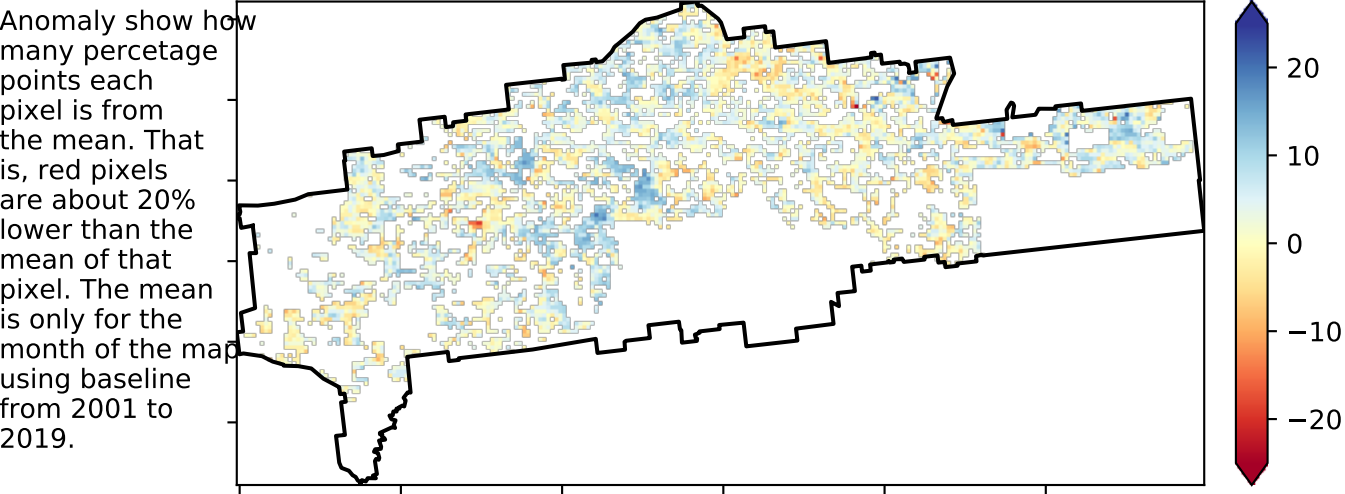 Anomaly show how
many percetage
points each
pixel is from
the mean. That
is, red pixels
are about 20%
lower than the
mean of that
pixel. The mean
is only for the
month of the map
using baseline
from 2001 to
2019.
20
10
0
−10
−20